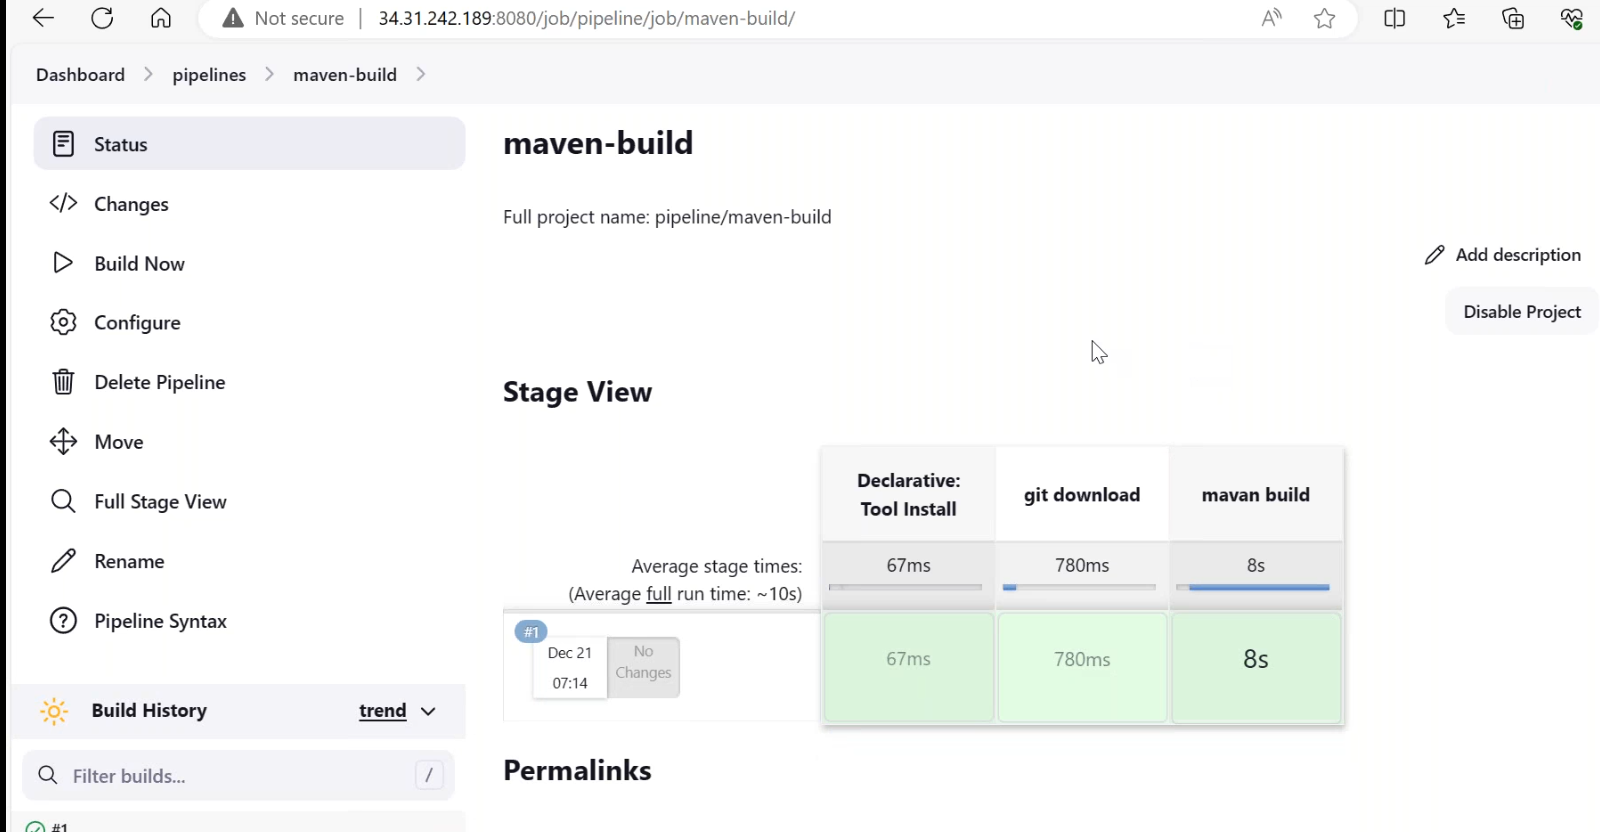 Not secure 34.31.242.189:8080/job/pipeline/job/maven-build/
Dashboard pipelines maven-build
Status
Changes
Build Now
Configure
Delete Pipeline
Move
Full Stage View
Rename
Pipeline Syntax
Build History trend
Filter builds... /
#1
maven-build
Full project name: pipeline/maven-build
Add description
Disable Project
Stage View
Declarative:
Tool Install
git download
mavan build
Average stage times:
(Average full run time: ~10s)
67ms 780ms 8s
#1
Dec 21
07:14
No
Changes
67ms 780ms 8s
Permalinks